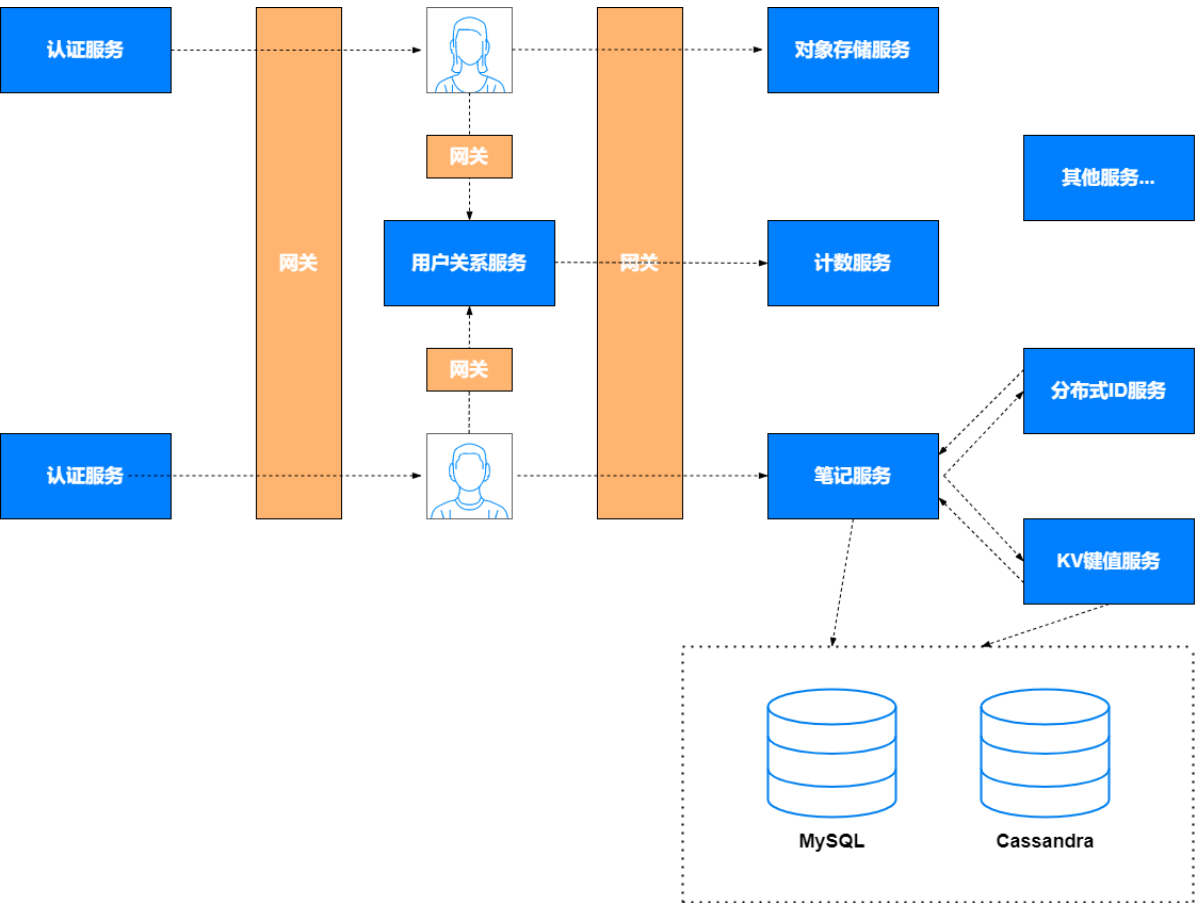 认证服务
对象存储服务
网关
其他服务...
网关
用户关系服务
网关
计数服务
网关
分布式ID服务
认证服务
笔记服务
KV键值服务
MySQL
Cassandra